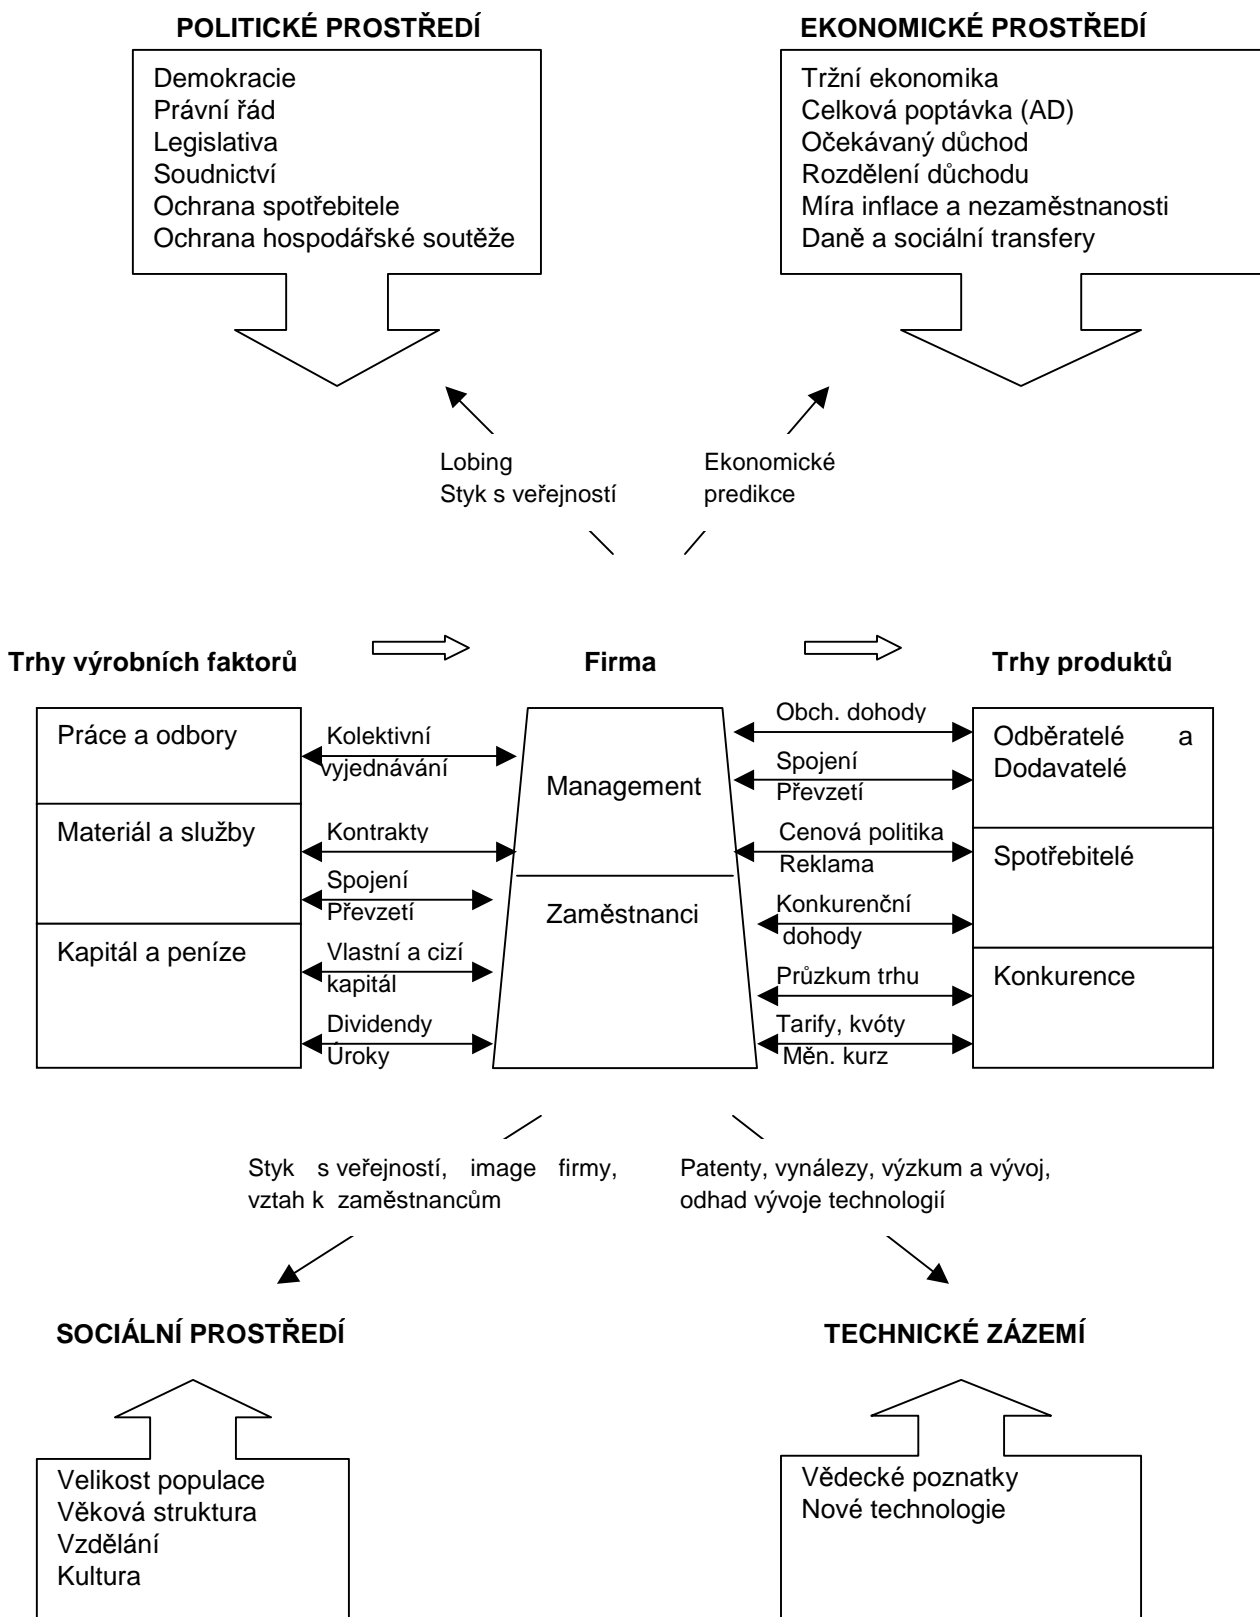 POLITICKÉ PROSTŘEDÍ
Demokracie
Právní řád
Legislativa
Soudnictví
Ochrana spotřebitele
Ochrana hospodářské soutěže
EKONOMICKÉ PROSTŘEDÍ
Tržní ekonomika
Celková poptávka (AD)
Očekávaný důchod
Rozdělení důchodu
Míra inflace a nezaměstnanosti
Daně a sociální transfery
Lobing
Styk s veřejností
Ekonomické
predikce
Trhy výrobních faktorů
Firma
Trhy produktů
Práce a odbory
Materiál a služby
Kapitál a peníze
Kolektivní
vyjednávání
Kontrakty
Spojení
Převzetí
Vlastní a cizí
kapitál
Dividendy
Úroky
Management
Zaměstnanci
Obch. dohody
Spojení
Převzetí
Cenová politika
Reklama
Konkurenční
dohody
Průzkum trhu
Tarify, kvóty
Měn. kurz
Odběratelé a
Dodavatelé
Spotřebitelé
Konkurence
Styk s veřejností, image firmy,
vztah k zaměstnancům
Patenty, vynálezy, výzkum a vývoj,
odhad vývoje technologií
SOCIÁLNÍ PROSTŘEDÍ
Velikost populace
Věková struktura
Vzdělání
Kultura
TECHNICKÉ ZÁZEMÍ
Vědecké poznatky
Nové technologie